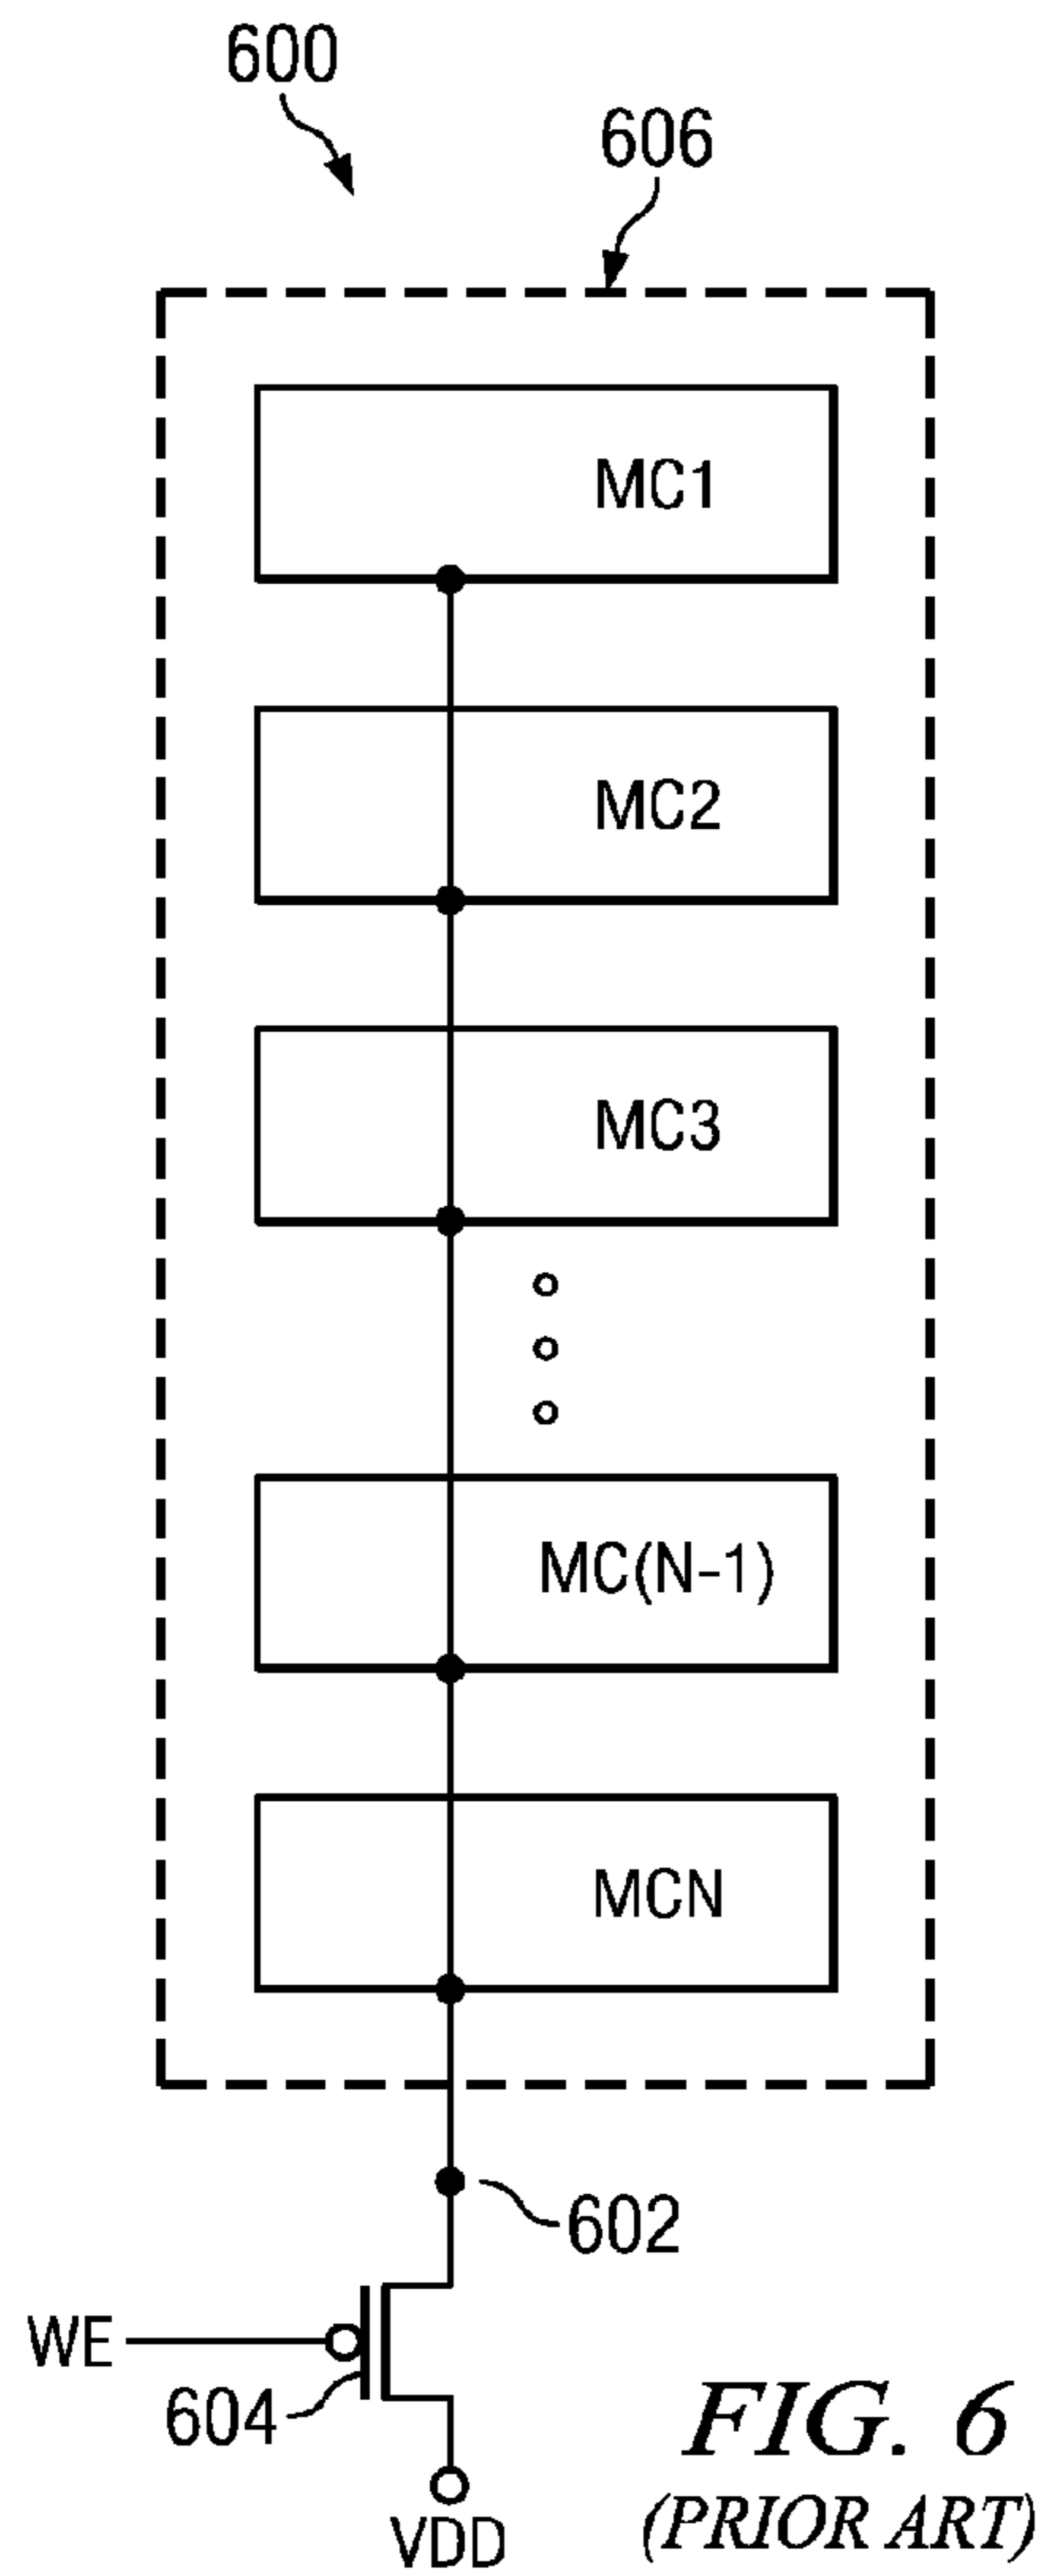 600
606
MC1
MC2
MC3
MC(N-1)
MCN
602
WE
604
VDD
FIG. 6
(PRIOR ART)